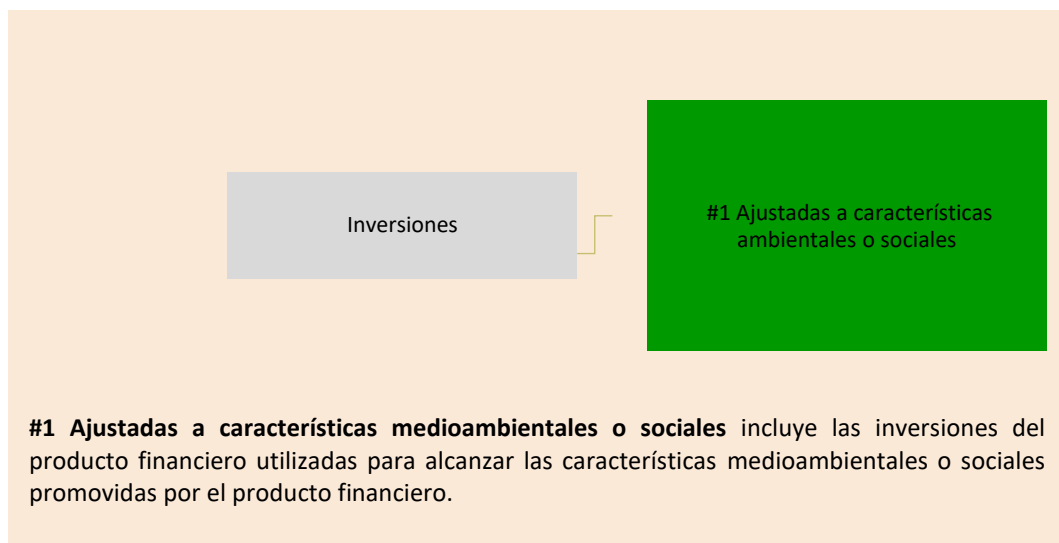 Inversiones
#1 Ajustadas a características
ambientales o sociales
#1 Ajustadas a características medioambientales o sociales incluye las inversiones del
producto financiero utilizadas para alcanzar las características medioambientales o sociales
promovidas por el producto financiero.